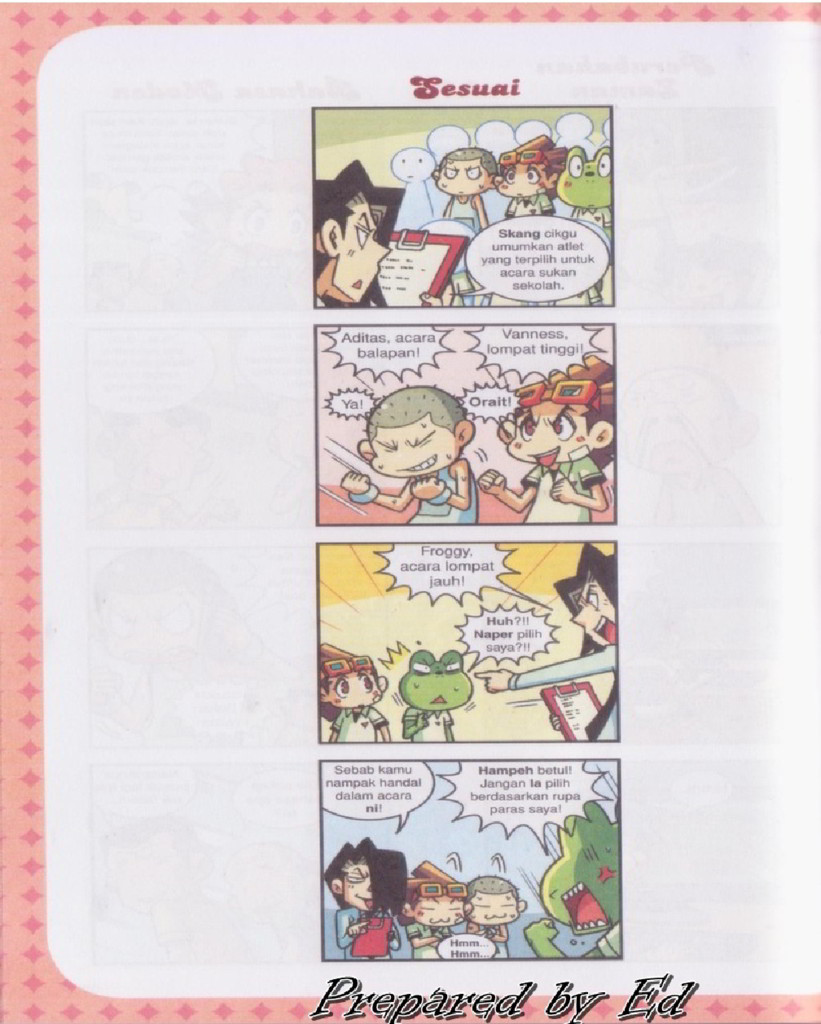 Sesuai
Skang cikgu
umumkan atlet
yang terpilih untuk
acara sukan
sekolah.
Aditas, acara
balapan!
Vanness,
lompat tinggi!
Ya!
Orait!
Froggy,
acara lompat
jauh!
Huh?!!
Naper pilih
saya?!!
Sebab kamu
nampak handal
dalam acara
ni!
Hampeh betul!
Jangan la pilih
berdasarkan rupa
paras saya!
Hmm...
Hmm...
Prepared by Ed